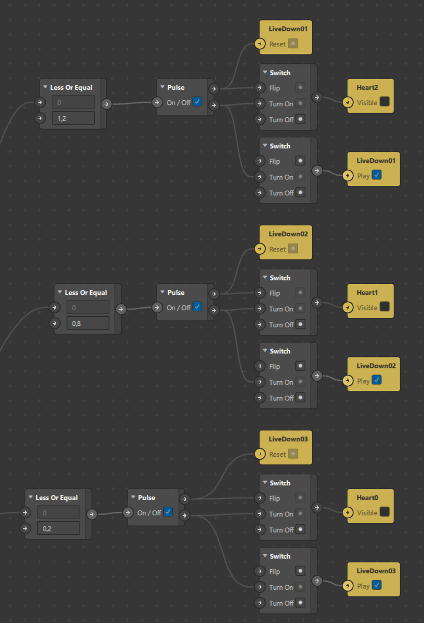 LiveDown01
Reset
Less Or Equal
0
1,2
Pulse
On / Off
Switch
Flip
Turn On
Turn Off
Heart2
Visible
Switch
Flip
Turn On
Turn Off
LiveDown01
Play
LiveDown02
Reset
Less Or Equal
0
0,8
Pulse
On / Off
Switch
Flip
Turn On
Turn Off
Heart1
Visible
Switch
Flip
Turn On
Turn Off
LiveDown02
Play
LiveDown03
Reset
Less Or Equal
0
0,2
Pulse
On / Off
Switch
Flip
Turn On
Turn Off
Heart0
Visible
Switch
Flip
Turn On
Turn Off
LiveDown03
Play